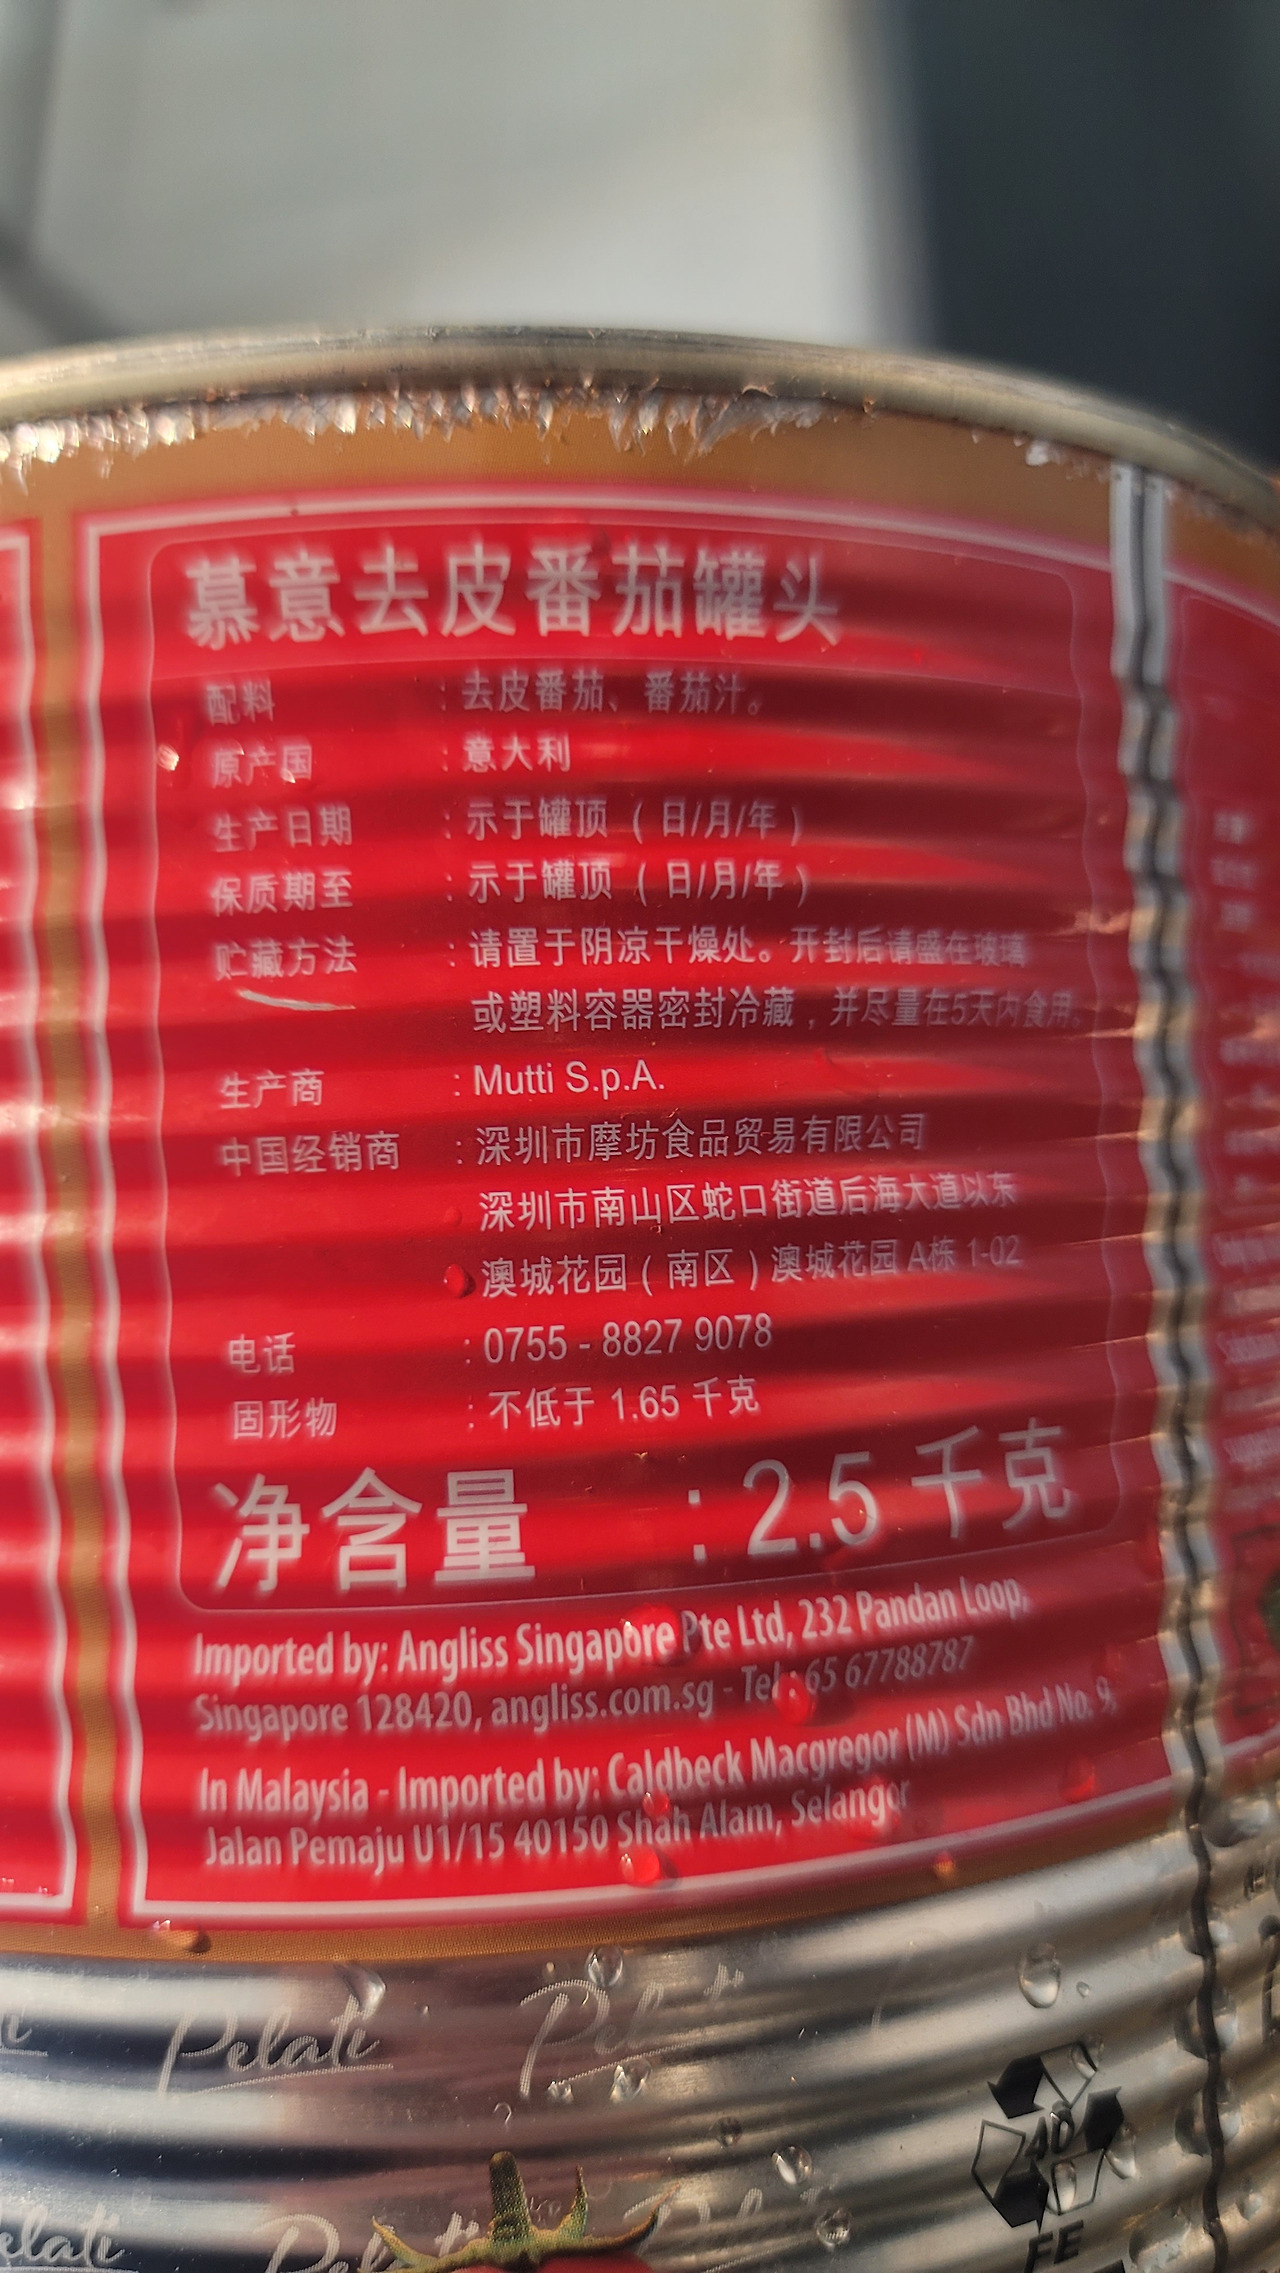 慕意去皮番茄罐头
配料 : 去皮番茄、番茄汁。
原产国 : 意大利
生产日期 : 示于罐顶 ( 日/月/年 )
保质期至 : 示于罐顶 ( 日/月/年 )
贮藏方法 : 请置于阴凉干燥处。开封后请盛在玻璃
或塑料容器密封冷藏，并尽量在5天内食用。
生产商 : Mutti S.p.A.
中国经销商 : 深圳市摩坊食品贸易有限公司
深圳市南山区蛇口街道后海大道以东
澳城花园 ( 南区 ) 澳城花园 A栋 1-02
电话 : 0755 - 8827 9078
固形物 : 不低于 1.65 千克
净含量 : 2.5 千克
Imported by: Angliss Singapore Pte Ltd, 232 Pandan Loop,
Singapore 128420, angliss.com.sg - Tel : 65 67788787
In Malaysia - Imported by: Caldbeck Macgregor (M) Sdn Bhd No. 9,
Jalan Pemaju U1/15 40150 Shah Alam, Selangor
Pelati
40
FE